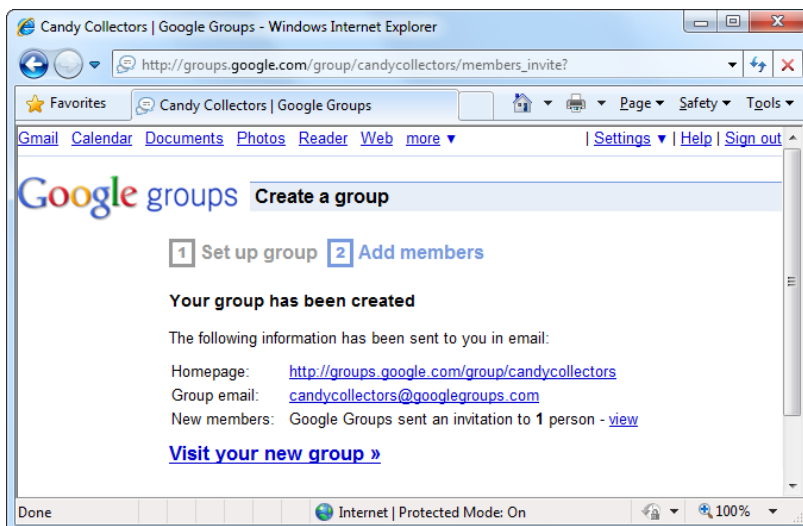 Candy Collectors | Google Groups - Windows Internet Explorer
http://groups.google.com/group/candycollectors/members_invite?
Favorites Candy Collectors | Google Groups Page Safety Tools
Gmail Calendar Documents Photos Reader Web more ▼ | Settings ▼ | Help | Sign out
Google groups Create a group
1 Set up group 2 Add members
Your group has been created
The following information has been sent to you in email:
Homepage: http://groups.google.com/group/candycollectors
Group email: candycollectors@googlegroups.com
New members: Google Groups sent an invitation to 1 person - view
Visit your new group »
Done Internet | Protected Mode: On 100%